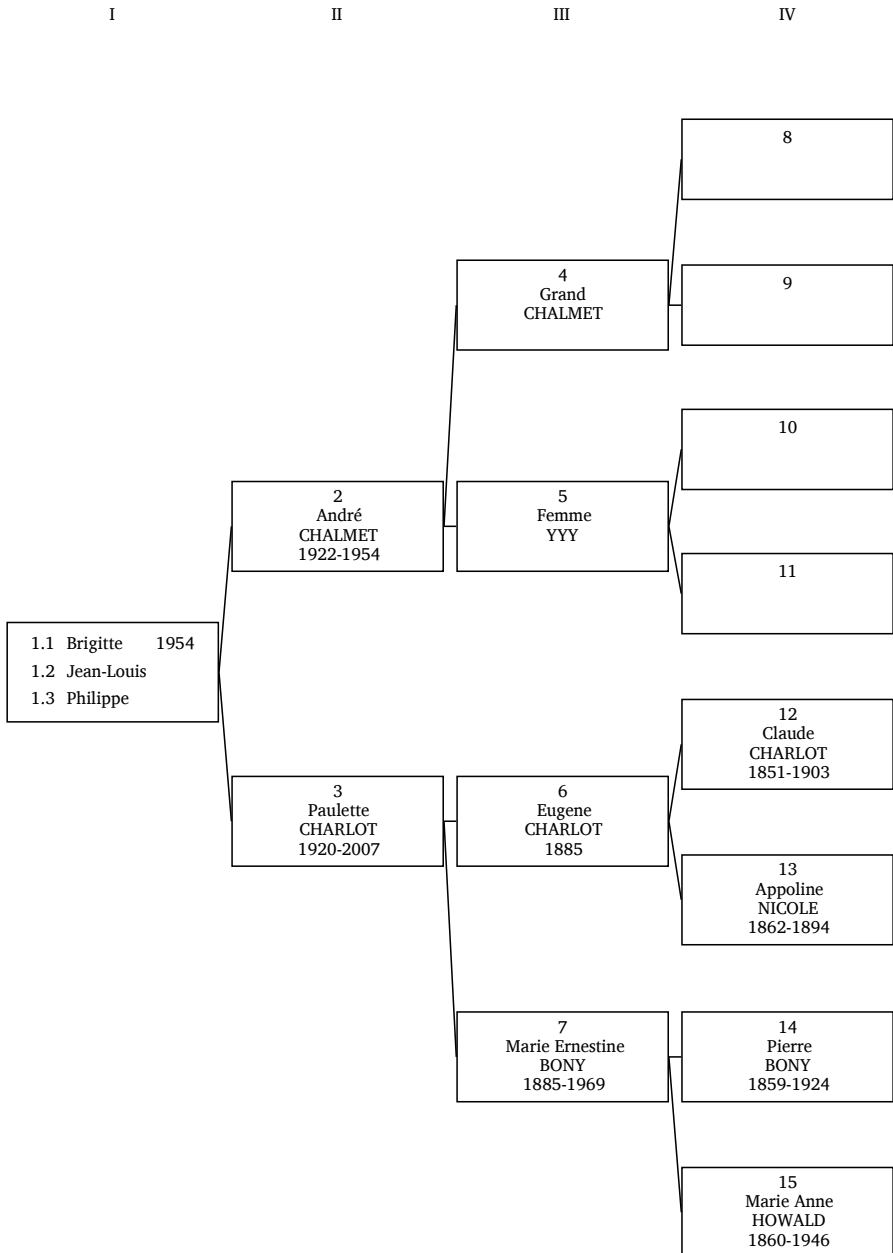 I II III IV
8
4
Grand
CHALMET
9
10
2
André
CHALMET
1922-1954
5
Femme
YYY
11
1.1 Brigitte 1954
1.2 Jean-Louis
1.3 Philippe
12
Claude
CHARLOT
1851-1903
3
Paulette
CHARLOT
1920-2007
6
Eugene
CHARLOT
1885
13
Appoline
NICOLE
1862-1894
7
Marie Ernestine
BONY
1885-1969
14
Pierre
BONY
1859-1924
15
Marie Anne
HOWALD
1860-1946